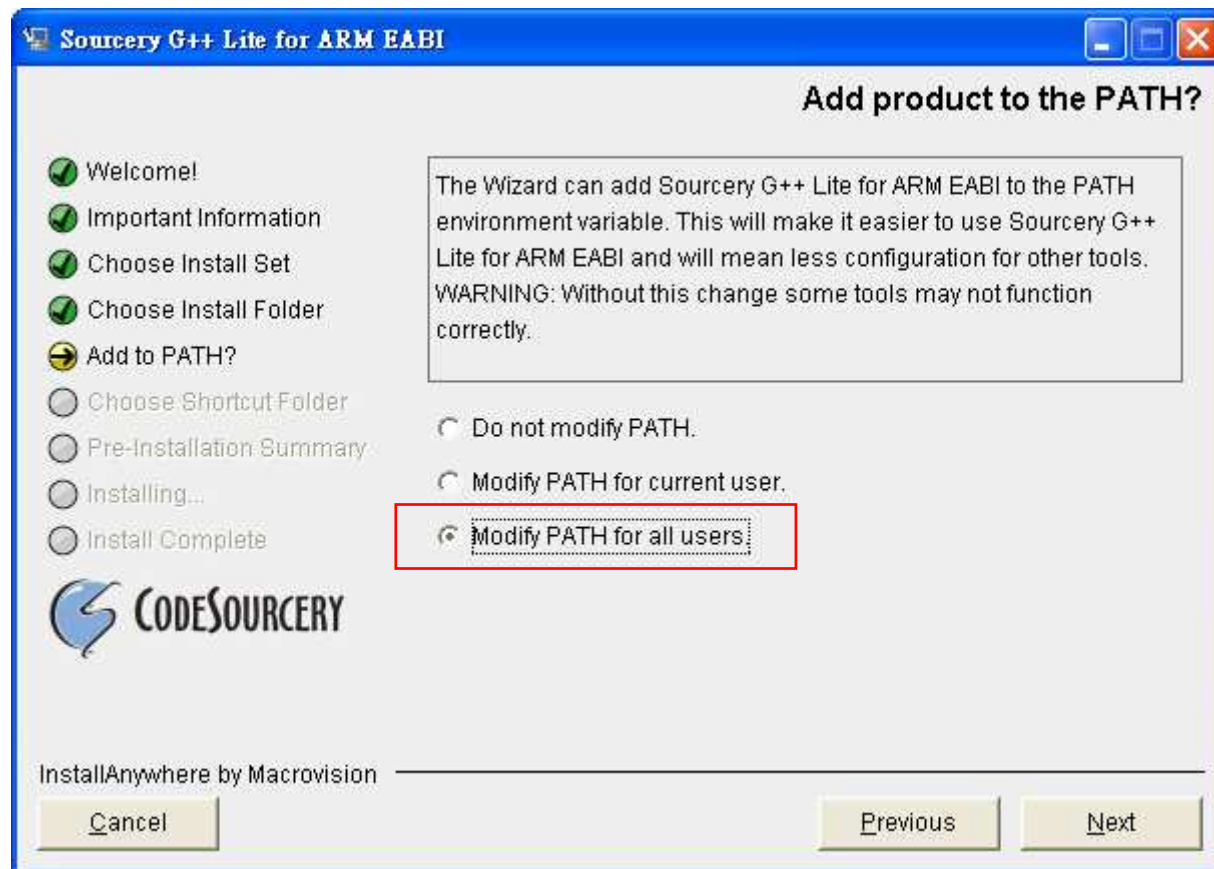 Sourcery G++ Lite for ARM EABI
Add product to the PATH?
Welcome!
Important Information
Choose Install Set
Choose Install Folder
Add to PATH?
Choose Shortcut Folder
Pre-Installation Summary
Installing...
Install Complete
CODESOURCERY
The Wizard can add Sourcery G++ Lite for ARM EABI to the PATH
environment variable. This will make it easier to use Sourcery G++
Lite for ARM EABI and will mean less configuration for other tools.
WARNING: Without this change some tools may not function
correctly.
Do not modify PATH.
Modify PATH for current user.
Modify PATH for all users.
InstallAnywhere by Macrovision
Cancel
Previous
Next